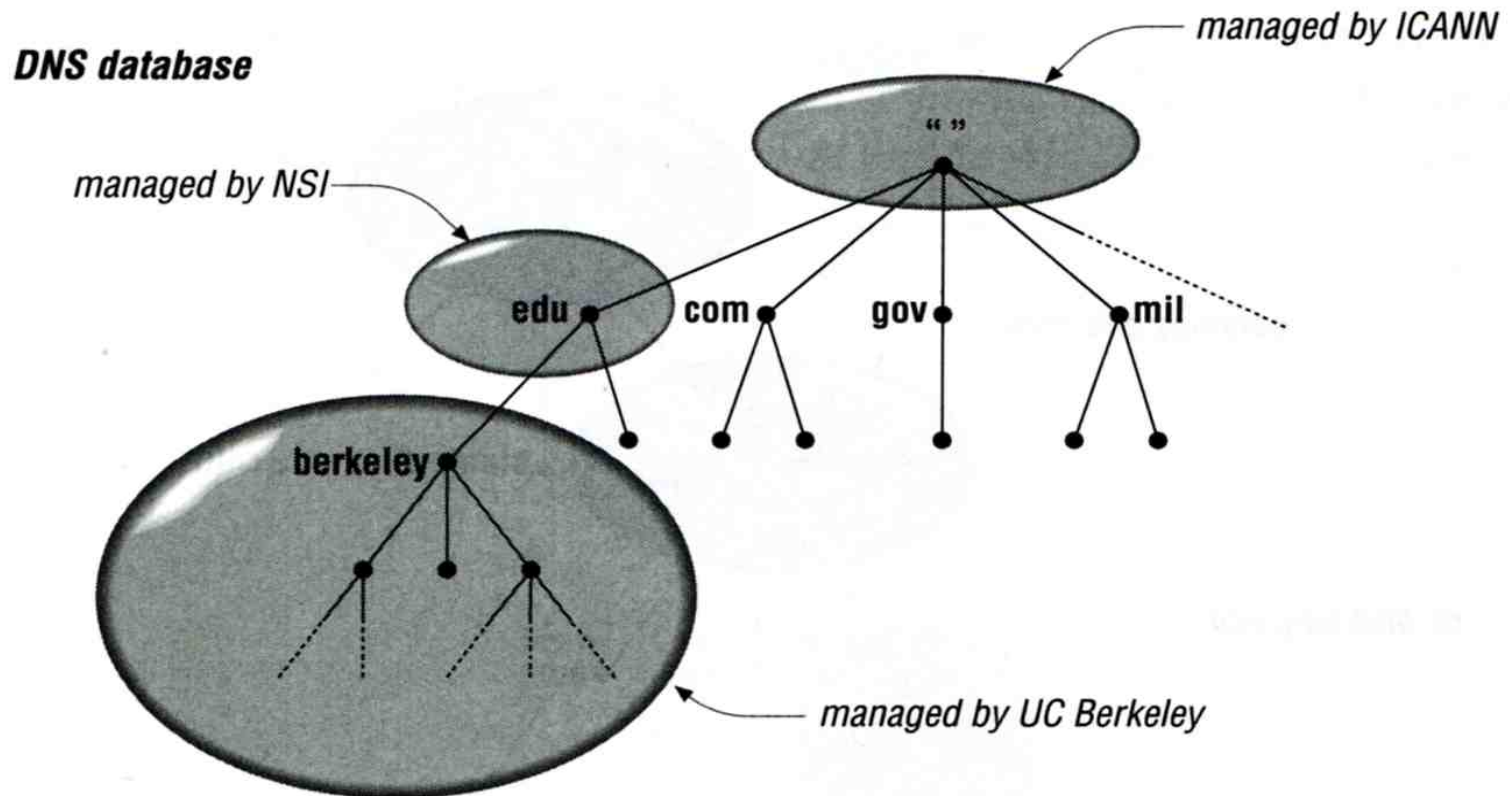 managed by ICANN
DNS database
“ ”
managed by NSI
edu
com
gov
mil
berkeley
managed by UC Berkeley